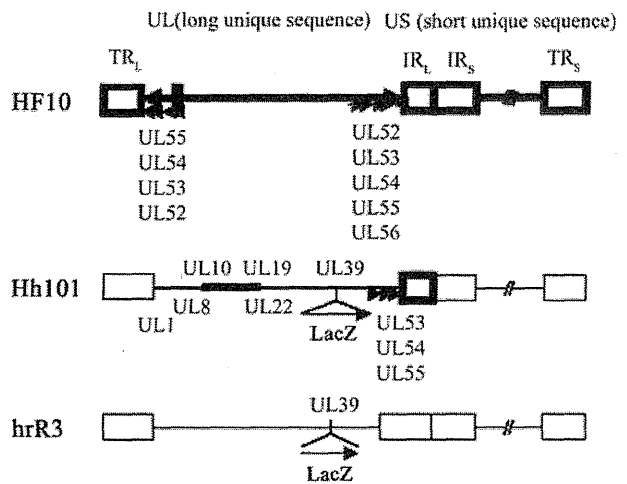 UL(long unique sequence) US (short unique sequence)
TRL IRL IRS TRS
HF10
UL55 UL52
UL54 UL53
UL53 UL54
UL52 UL55
UL56
UL10 UL19 UL39
Hh101
UL8 UL22
UL1 LacZ UL53
UL54
UL55
UL39
hrR3
LacZ